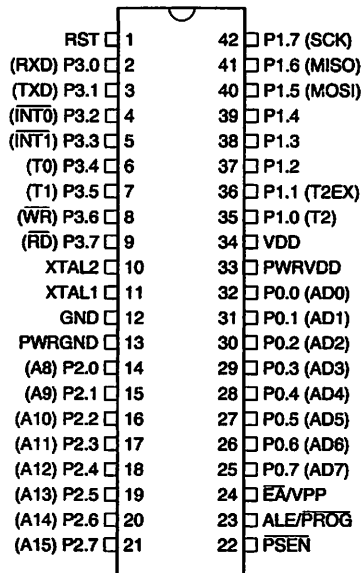 RST 1 42 P1.7 (SCK)
(RXD) P3.0 2 41 P1.6 (MISO)
(TXD) P3.1 3 40 P1.5 (MOSI)
(I̅N̅T̅0̅) P3.2 4 39 P1.4
(I̅N̅T̅1̅) P3.3 5 38 P1.3
(T0) P3.4 6 37 P1.2
(T1) P3.5 7 36 P1.1 (T2EX)
(W̅R̅) P3.6 8 35 P1.0 (T2)
(R̅D̅) P3.7 9 34 VDD
XTAL2 10 33 PWRVDD
XTAL1 11 32 P0.0 (AD0)
GND 12 31 P0.1 (AD1)
PWRGND 13 30 P0.2 (AD2)
(A8) P2.0 14 29 P0.3 (AD3)
(A9) P2.1 15 28 P0.4 (AD4)
(A10) P2.2 16 27 P0.5 (AD5)
(A11) P2.3 17 26 P0.6 (AD6)
(A12) P2.4 18 25 P0.7 (AD7)
(A13) P2.5 19 24 E̅A̅/VPP
(A14) P2.6 20 23 ALE/P̅R̅O̅G̅
(A15) P2.7 21 22 P̅S̅E̅N̅